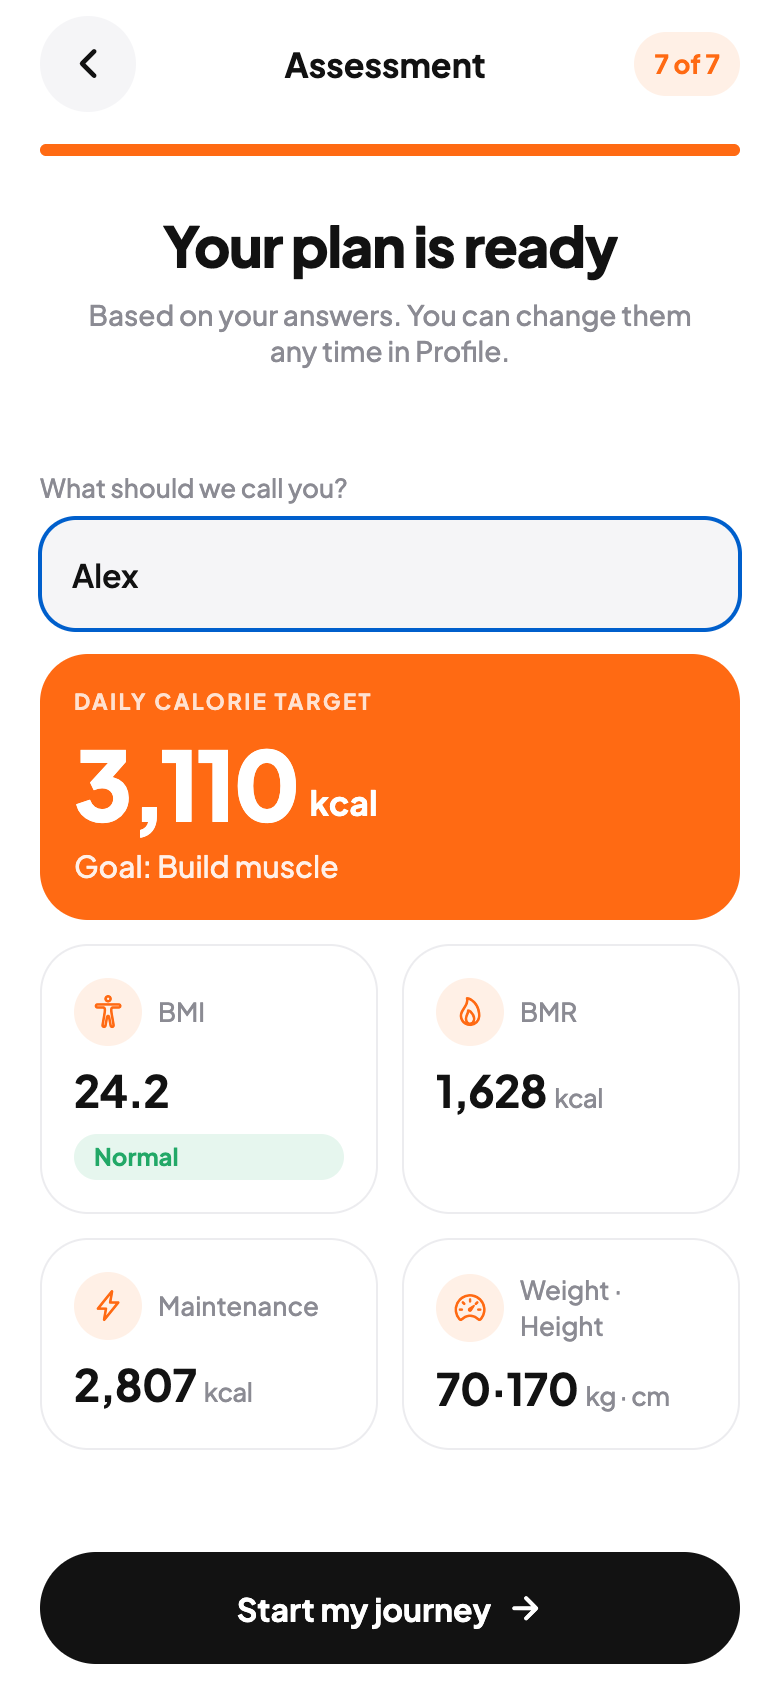 Assessment
7 of 7
Your plan is ready
Based on your answers. You can change them
any time in Profile.
What should we call you?
Alex
DAILY CALORIE TARGET
3,110 kcal
Goal: Build muscle
BMI
24.2
Normal
BMR
1,628 kcal
Maintenance
2,807 kcal
Weight ·
Height
70·170 kg · cm
Start my journey →